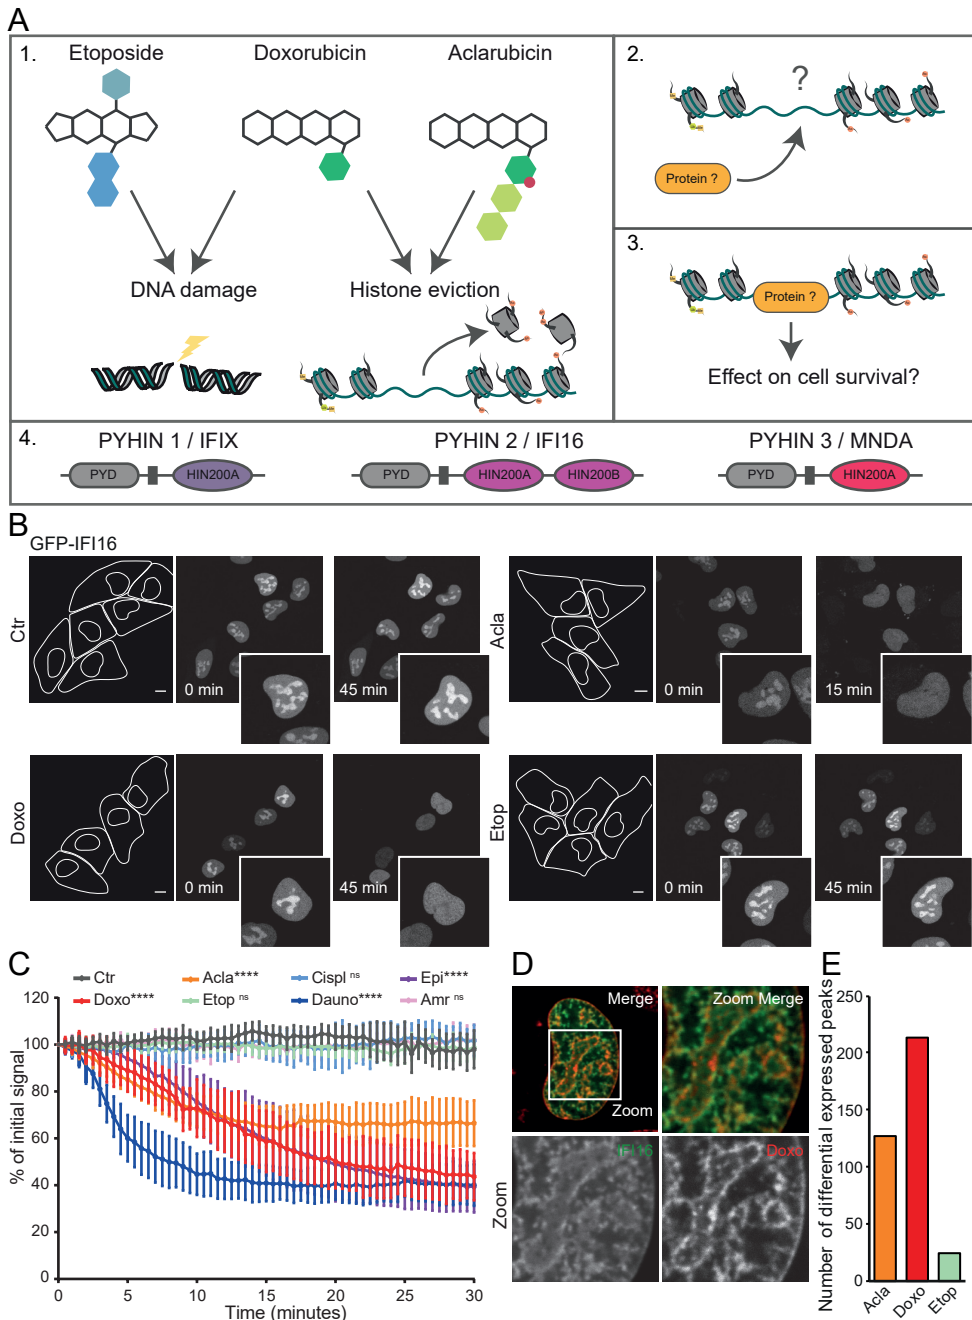 A
1.
Etoposide
Doxorubicin
Aclarubicin
DNA damage
Histone eviction
2.
?
Protein ?
3.
Protein ?
Effect on cell survival?
4.
PYHIN 1 / IFIX
PYHIN 2 / IFI16
PYHIN 3 / MNDA
PYD
HIN200A
PYD
HIN200A
HIN200B
PYD
HIN200A
B
GFP-IFI16
Ctr
0 min
45 min
Acla
0 min
15 min
Doxo
0 min
45 min
Etop
0 min
45 min
C
Ctr
Acla****
Cispl ns
Epi****
Doxo****
Etop ns
Dauno****
Amr ns
% of initial signal
120
100
80
60
40
20
0
0
5
10
15
20
25
30
Time (minutes)
D
Merge
Zoom
Zoom Merge
Zoom
IFI16
Doxo
E
Number of differential expressed peaks
250
200
150
100
50
0
Acla
Doxo
Etop